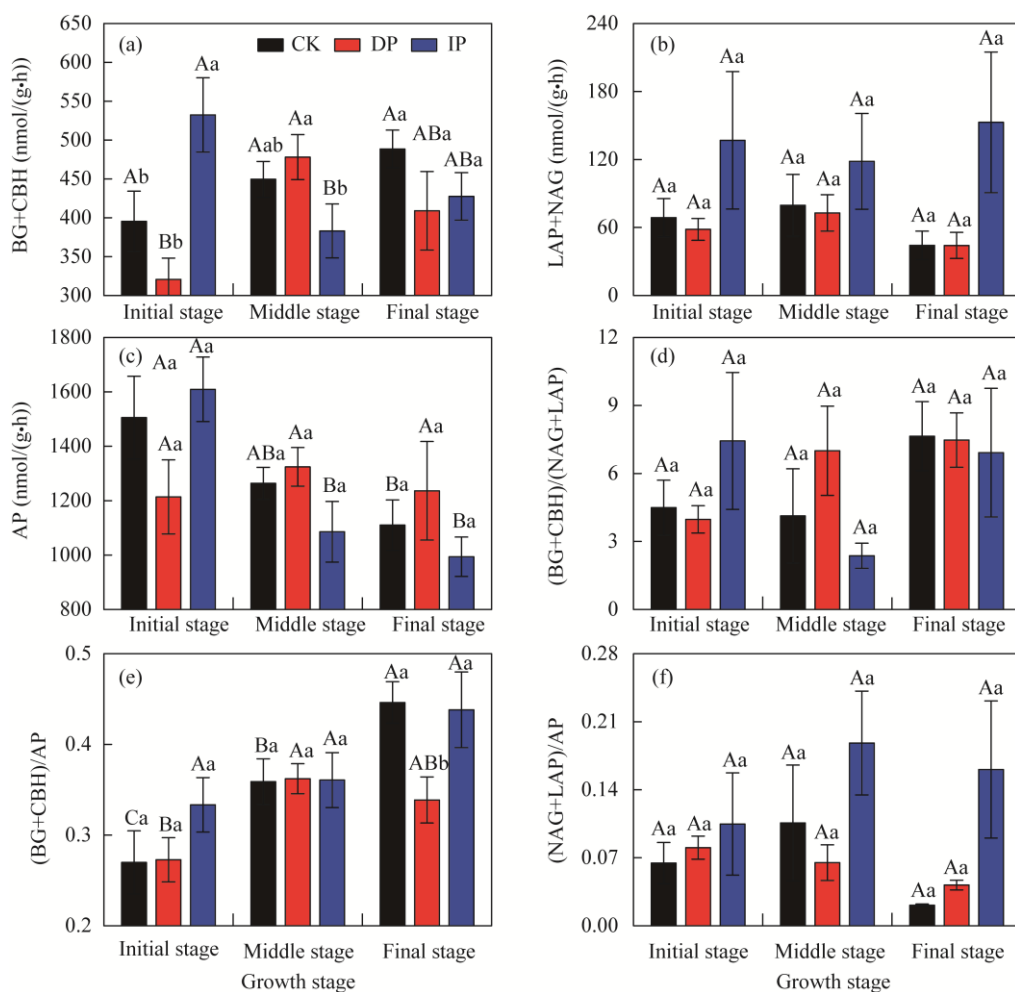 (a)
CK DP IP
BG+CBH (nmol/(g•h))
650
600
550
500
450
400
350
300
Ab Bb Aa
Aab Aa Bb
Aa ABa ABa
Initial stage Middle stage Final stage
(b)
LAP+NAG (nmol/(g•h))
240
180
120
60
0
Aa Aa Aa
Aa Aa Aa
Aa Aa Aa
Initial stage Middle stage Final stage
(c)
AP (nmol/(g•h))
1800
1600
1400
1200
1000
800
Aa Aa Aa
ABa Aa Ba
Ba Aa Ba
Initial stage Middle stage Final stage
(d)
(BG+CBH)/(NAG+LAP)
12
9
6
3
0
Aa Aa Aa
Aa Aa Aa
Aa Aa Aa
Initial stage Middle stage Final stage
(e)
(BG+CBH)/AP
0.5
0.4
0.3
0.2
Ca Ba Aa
Ba Aa Aa
Aa ABb Aa
Initial stage Middle stage Final stage
Growth stage
(f)
(NAG+LAP)/AP
0.28
0.21
0.14
0.07
0.00
Aa Aa Aa
Aa Aa Aa
Aa Aa Aa
Initial stage Middle stage Final stage
Growth stage